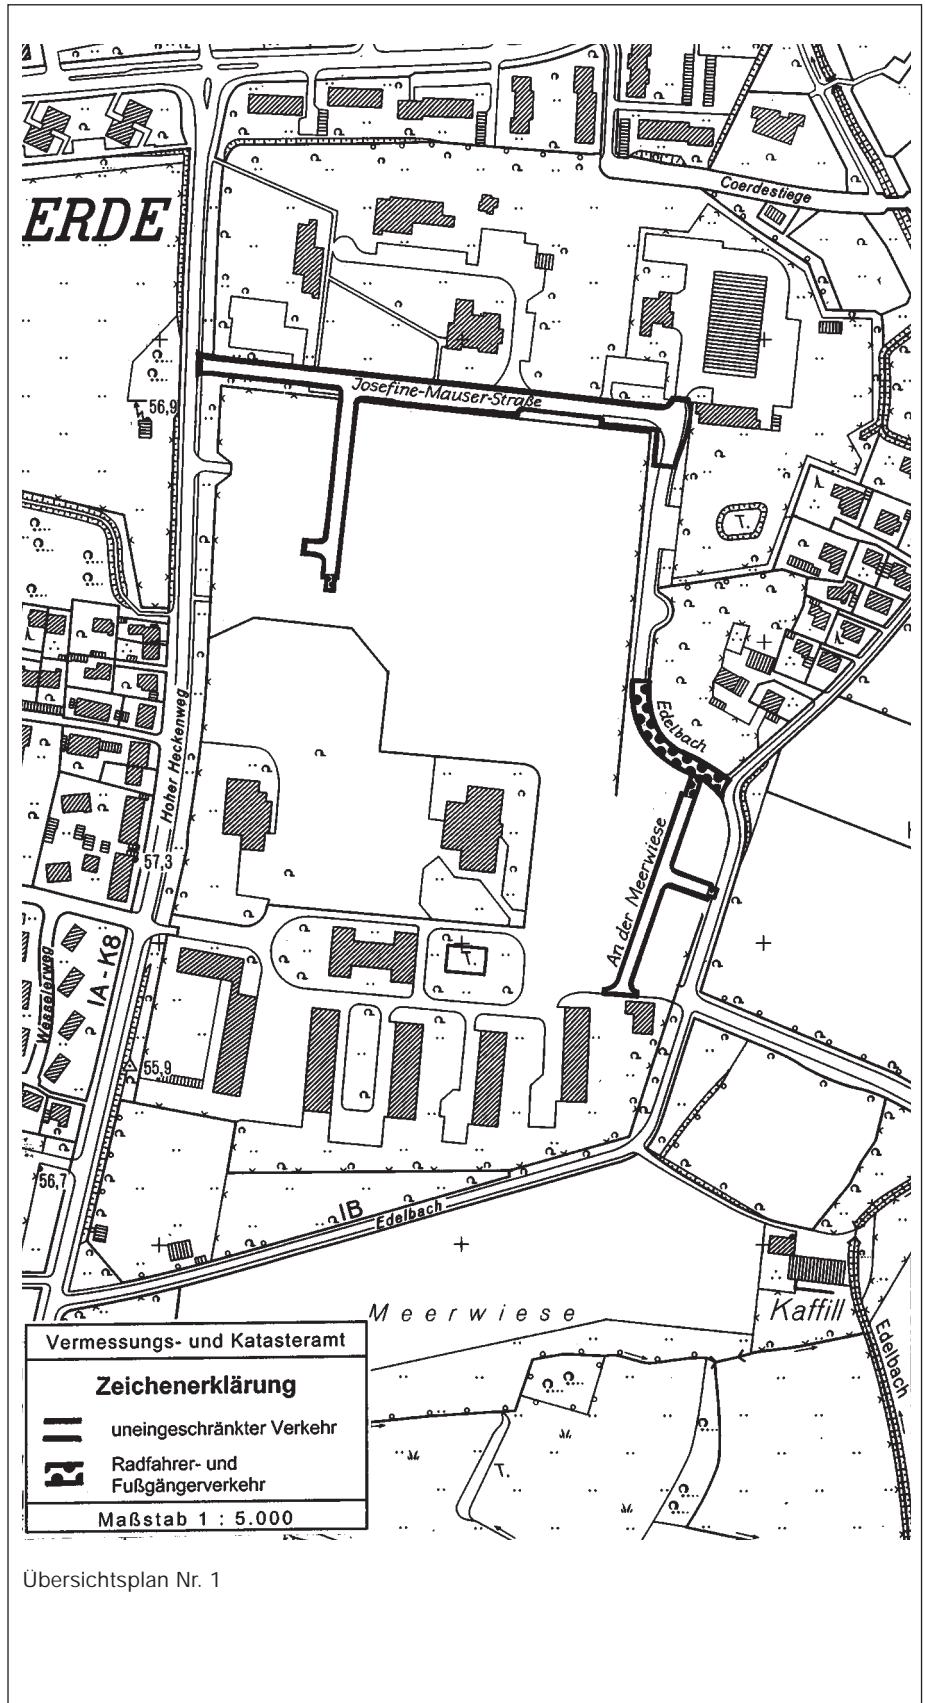 Coerdestiege
ERDE
Josefine-Mauser-Straße
56,9
T.
Edelbach
Hoher Heckenweg
57,3
An der Meerwiese
T.
Wesselerweg
IA - K8
55,9
56,7
IB
Edelbach
Meerwiese
Kaffill
Edelbach
T.
Vermessungs- und Katasteramt
Zeichenerklärung
uneingeschränkter Verkehr
Radfahrer- und
Fußgängerverkehr
Maßstab 1 : 5.000
Übersichtsplan Nr. 1